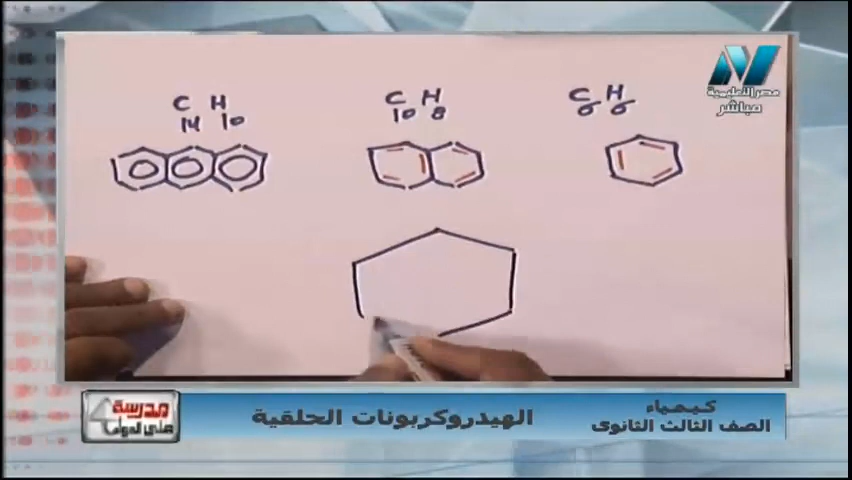 مصر التعليمية
مباشر
C₆H₆
C₁₀H₈
C₁₄H₁₀
كيمياء
الصف الثالث الثانوى
الهيدروكربونات الحلقية
مدرسة
على الهواء